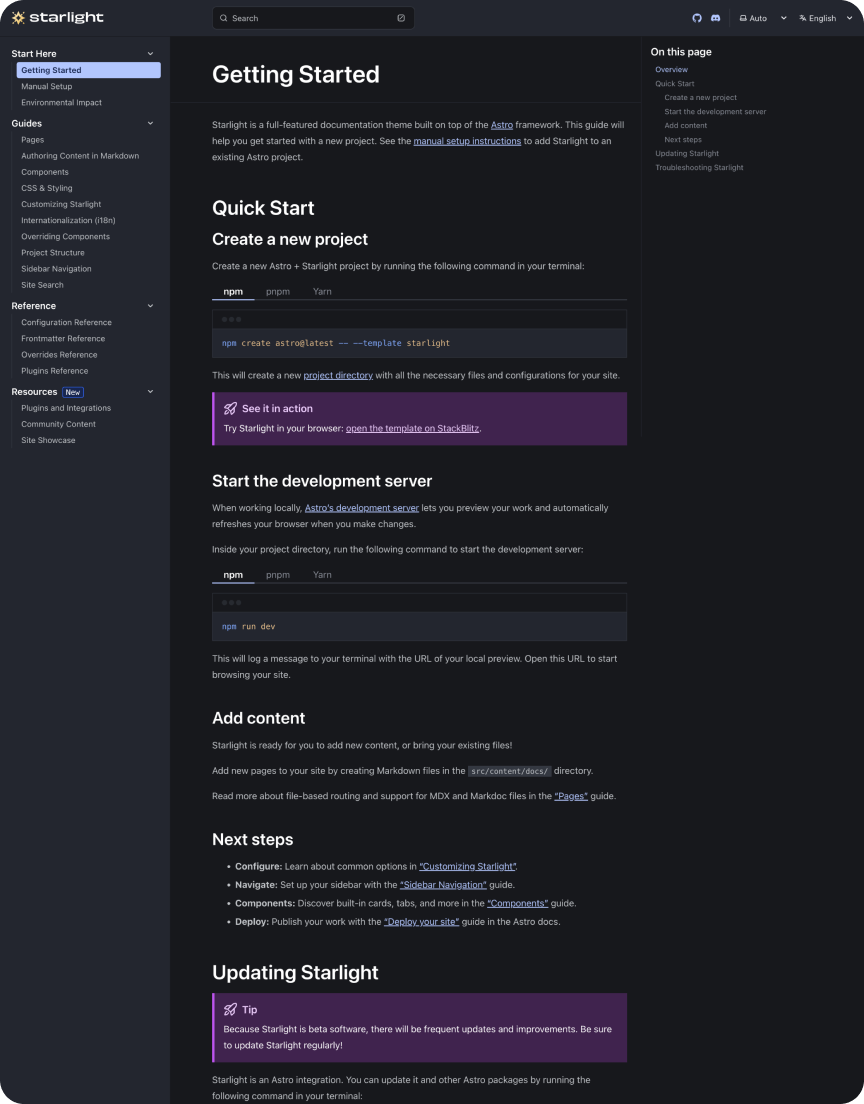 starlight
Search
Auto
English
Start Here
Getting Started
Manual Setup
Environmental Impact
Guides
Pages
Authoring Content in Markdown
Components
CSS & Styling
Customizing Starlight
Internationalization (i18n)
Overriding Components
Project Structure
Sidebar Navigation
Site Search
Reference
Configuration Reference
Frontmatter Reference
Overrides Reference
Plugins Reference
Resources New
Plugins and Integrations
Community Content
Site Showcase
Getting Started
Starlight is a full-featured documentation theme built on top of the Astro framework. This guide will
help you get started with a new project. See the manual setup instructions to add Starlight to an
existing Astro project.
Quick Start
Create a new project
Create a new Astro + Starlight project by running the following command in your terminal:
npm pnpm Yarn
npm create astro@latest -- --template starlight
This will create a new project directory with all the necessary files and configurations for your site.
See it in action
Try Starlight in your browser: open the template on StackBlitz.
Start the development server
When working locally, Astro’s development server lets you preview your work and automatically
refreshes your browser when you make changes.
Inside your project directory, run the following command to start the development server:
npm pnpm Yarn
npm run dev
This will log a message to your terminal with the URL of your local preview. Open this URL to start
browsing your site.
Add content
Starlight is ready for you to add new content, or bring your existing files!
Add new pages to your site by creating Markdown files in the src/content/docs/ directory.
Read more about file-based routing and support for MDX and Markdoc files in the “Pages” guide.
Next steps
• Configure: Learn about common options in “Customizing Starlight”.
• Navigate: Set up your sidebar with the “Sidebar Navigation” guide.
• Components: Discover built-in cards, tabs, and more in the “Components” guide.
• Deploy: Publish your work with the “Deploy your site” guide in the Astro docs.
Updating Starlight
Tip
Because Starlight is beta software, there will be frequent updates and improvements. Be sure
to update Starlight regularly!
Starlight is an Astro integration. You can update it and other Astro packages by running the
following command in your terminal:
On this page
Overview
Quick Start
Create a new project
Start the development server
Add content
Next steps
Updating Starlight
Troubleshooting Starlight